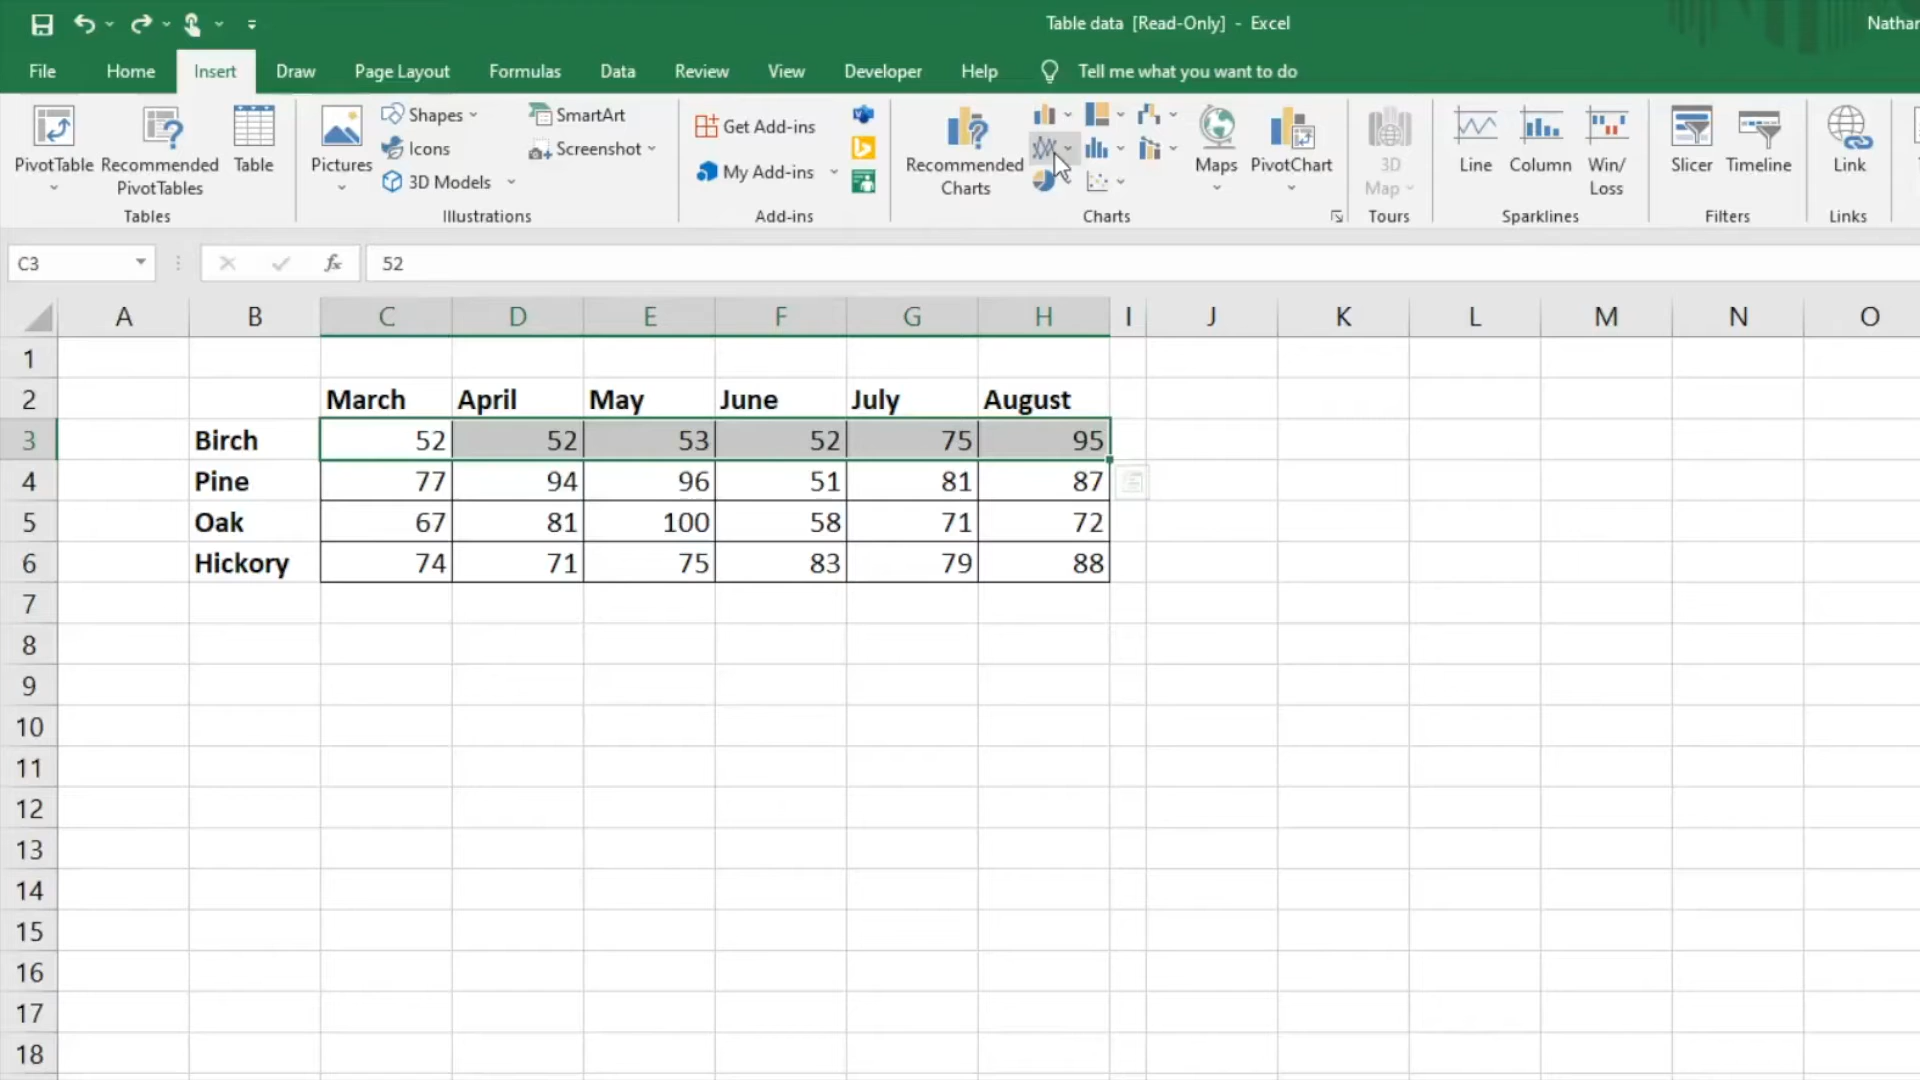 Table data [Read-Only] - Excel
Nathan
File Home Insert Draw Page Layout Formulas Data Review View Developer Help Tell me what you want to do
PivotTable
Recommended
PivotTables
Table
Tables
Pictures
Shapes
Icons
3D Models
SmartArt
Screenshot
Illustrations
Get Add-ins
My Add-ins
Add-ins
Recommended
Charts
Maps
PivotChart
Charts
3D
Map
Tours
Line
Column
Win/
Loss
Sparklines
Slicer
Timeline
Filters
Link
Links
C3 fx 52
A B C D E F G H I J K L M N O
1
2 March April May June July August
3 Birch 52 52 53 52 75 95
4 Pine 77 94 96 51 81 87
5 Oak 67 81 100 58 71 72
6 Hickory 74 71 75 83 79 88
7
8
9
10
11
12
13
14
15
16
17
18